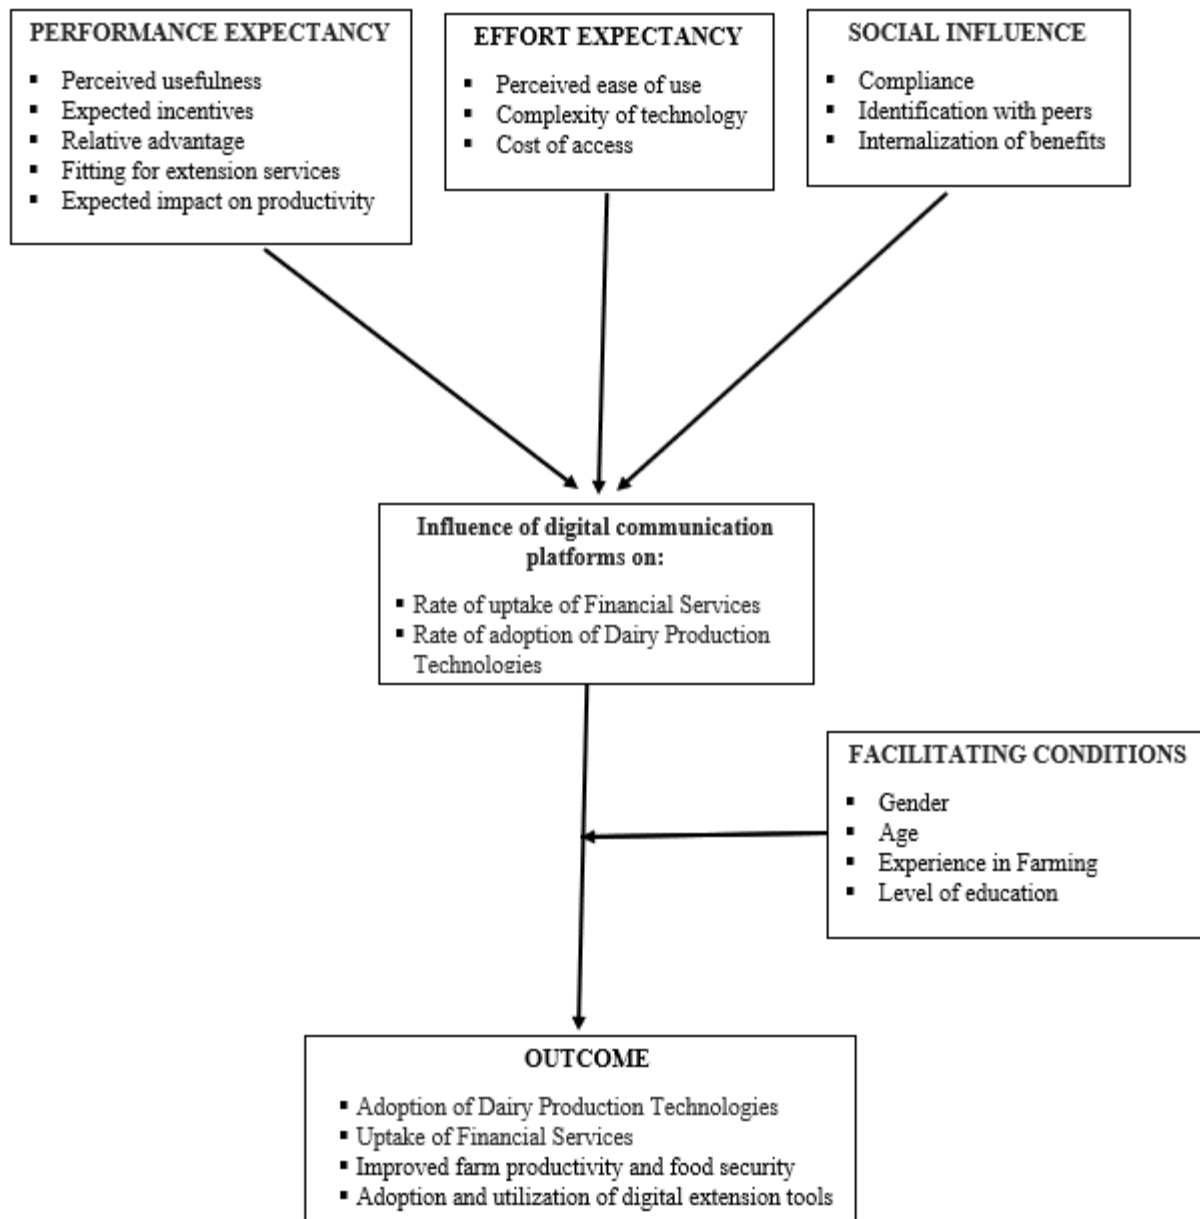 PERFORMANCE EXPECTANCY
▪ Perceived usefulness
▪ Expected incentives
▪ Relative advantage
▪ Fitting for extension services
▪ Expected impact on productivity
EFFORT EXPECTANCY
▪ Perceived ease of use
▪ Complexity of technology
▪ Cost of access
SOCIAL INFLUENCE
▪ Compliance
▪ Identification with peers
▪ Internalization of benefits
Influence of digital communication
platforms on:
▪ Rate of uptake of Financial Services
▪ Rate of adoption of Dairy Production
Technologies
FACILITATING CONDITIONS
▪ Gender
▪ Age
▪ Experience in Farming
▪ Level of education
OUTCOME
▪ Adoption of Dairy Production Technologies
▪ Uptake of Financial Services
▪ Improved farm productivity and food security
▪ Adoption and utilization of digital extension tools